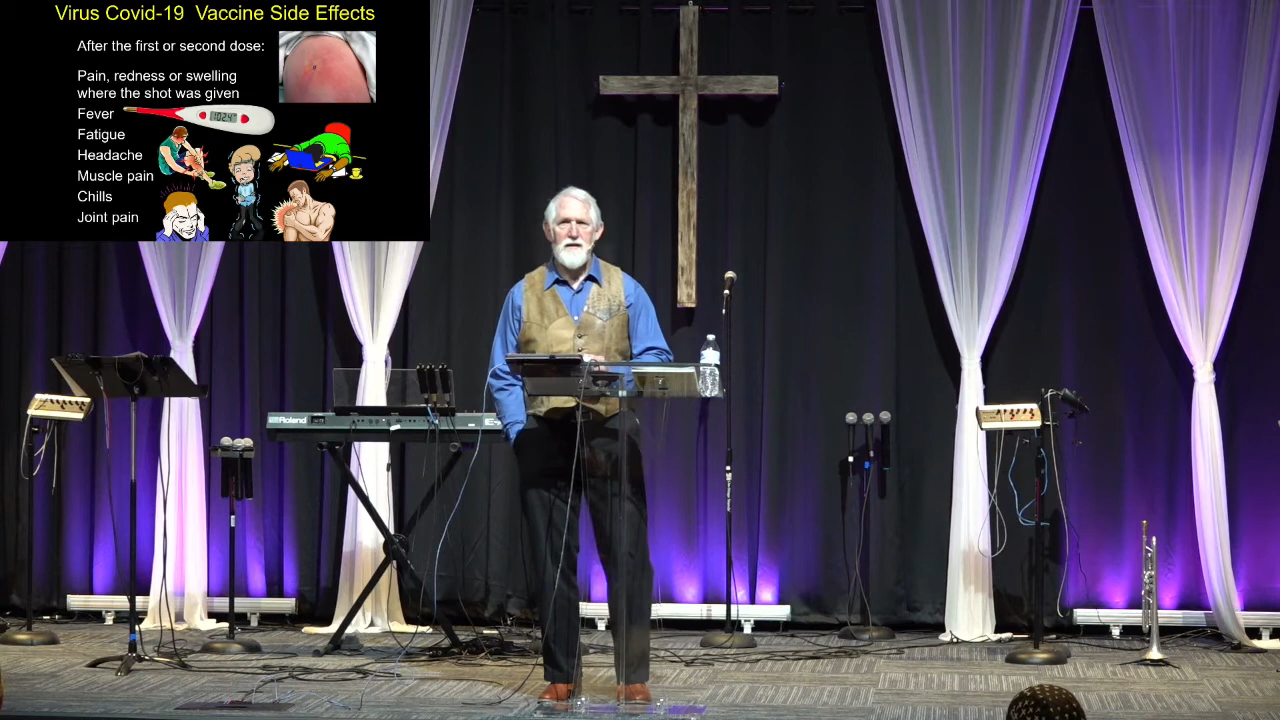 Virus Covid-19  Vaccine Side Effects
After the first or second dose:
Pain, redness or swelling
where the shot was given
Fever
102.4°
Fatigue
Headache
Muscle pain
Chills
Joint pain
Roland